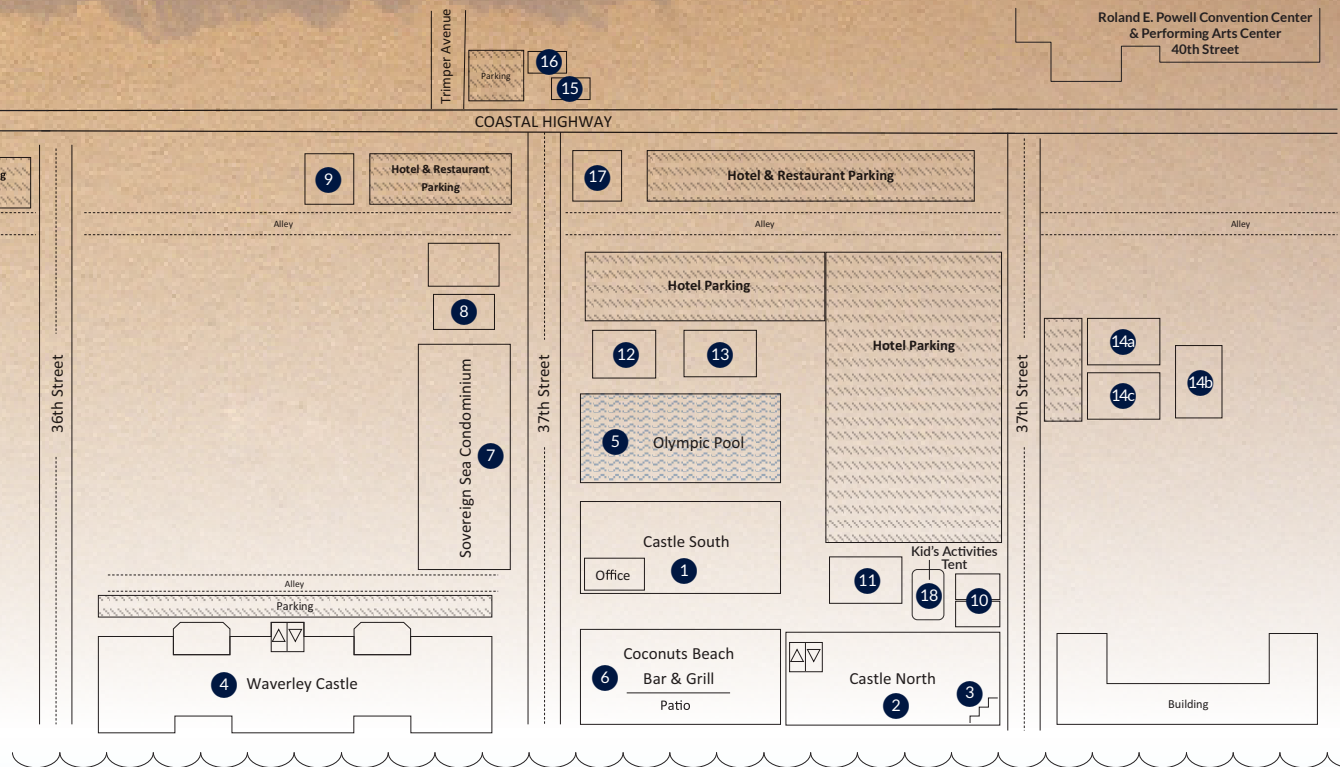 Roland E. Powell Convention Center
& Performing Arts Center
40th Street
Trimper Avenue
Parking
16
15
COASTAL HIGHWAY
g
9
Hotel & Restaurant
Parking
17
Hotel & Restaurant Parking
Alley
Alley
Alley
8
Hotel Parking
Hotel Parking
12
13
14a
14b
14c
36th Street
37th Street
37th Street
Sovereign Sea Condominium
7
5
Olympic Pool
Castle South
Office
1
Kid's Activities
Tent
11
18
10
Alley
Parking
4
Waverley Castle
6
Coconuts Beach
Bar & Grill
Patio
Castle North
2
3
Building